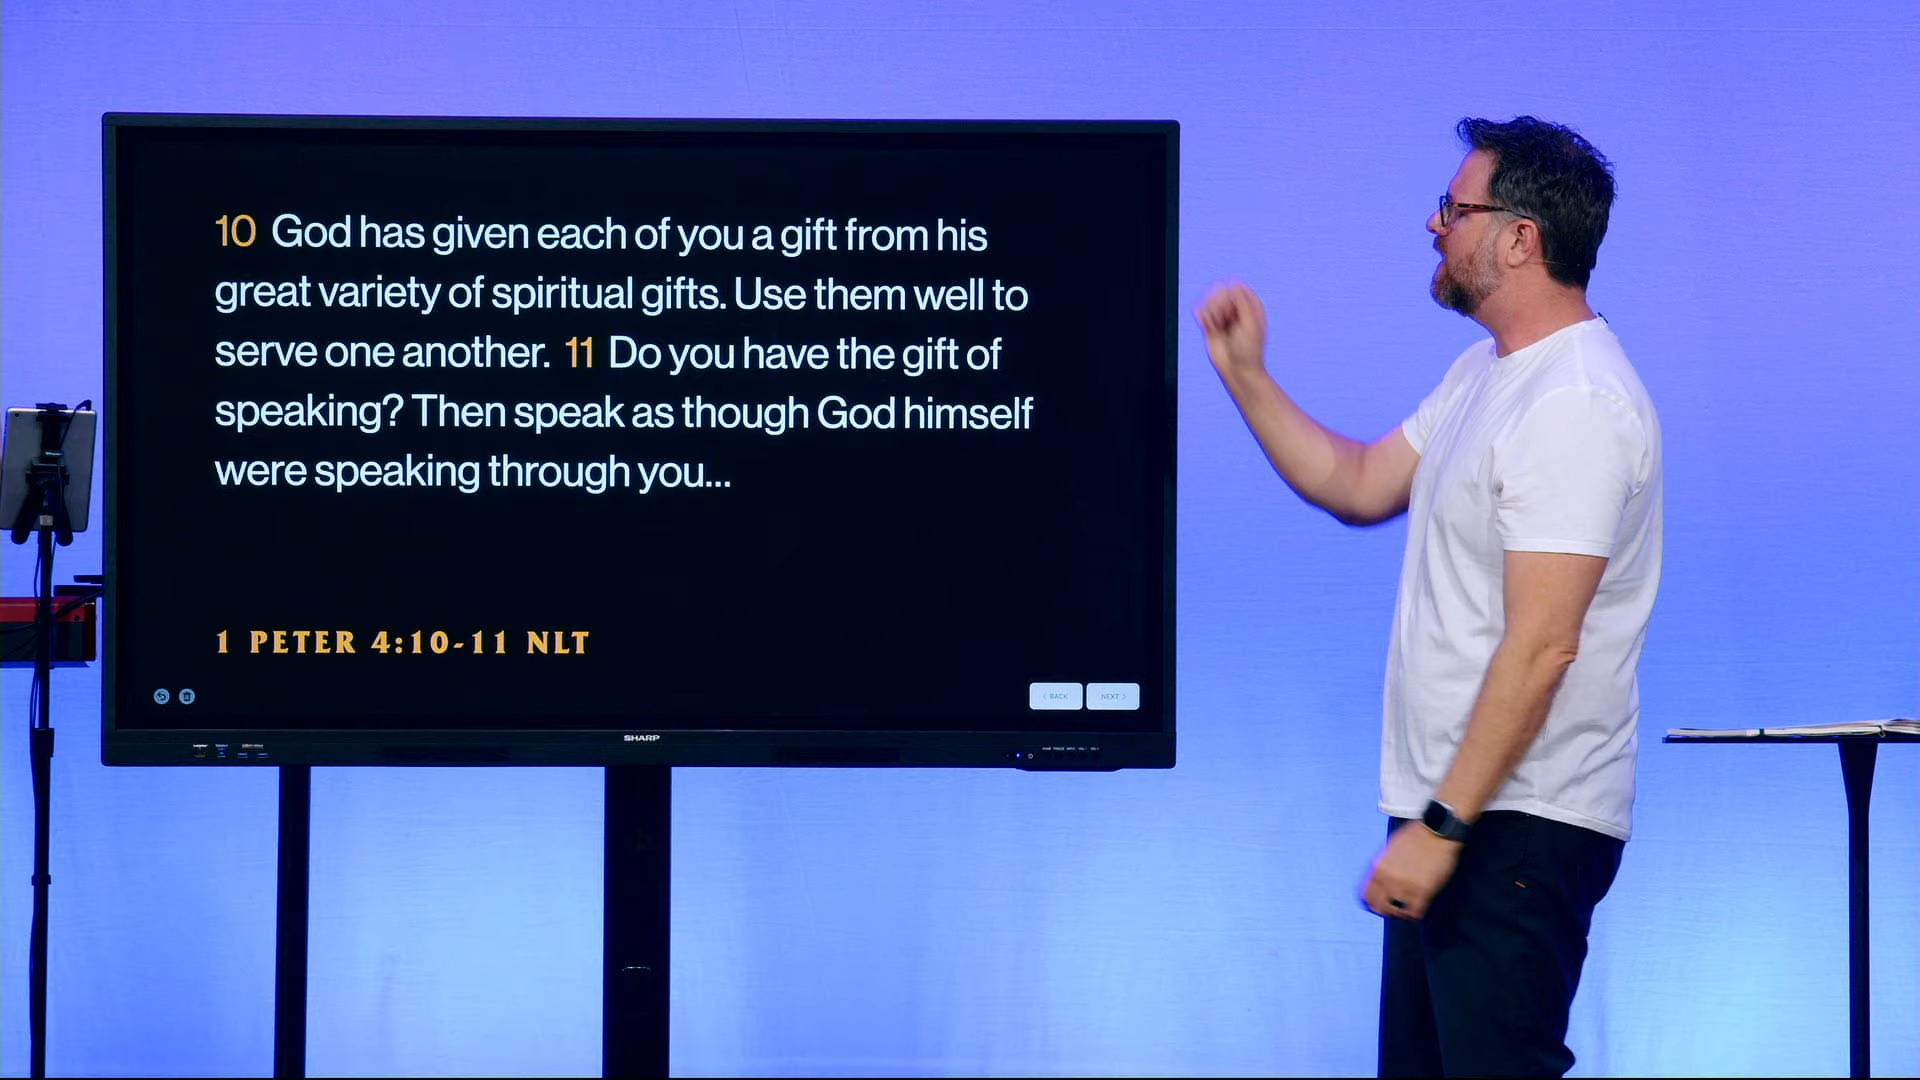 10 God has given each of you a gift from his
great variety of spiritual gifts. Use them well to
serve one another. 11 Do you have the gift of
speaking? Then speak as though God himself
were speaking through you...
1 PETER 4:10-11 NLT
< BACK
NEXT >
SHARP